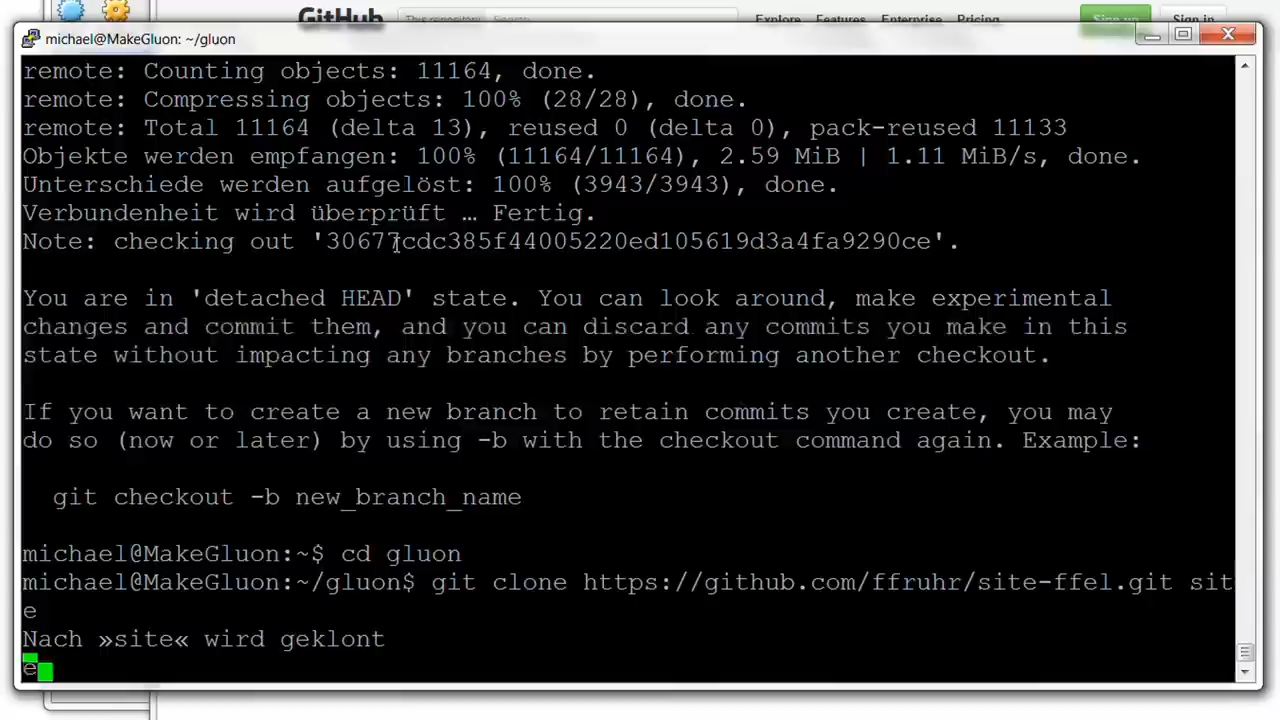 GitHub
This repository Search
Explore Features Enterprise Pricing
Sign up Sign in
michael@MakeGluon: ~/gluon
remote: Counting objects: 11164, done.
remote: Compressing objects: 100% (28/28), done.
remote: Total 11164 (delta 13), reused 0 (delta 0), pack-reused 11133
Objekte werden empfangen: 100% (11164/11164), 2.59 MiB | 1.11 MiB/s, done.
Unterschiede werden aufgelöst: 100% (3943/3943), done.
Verbundenheit wird überprüft … Fertig.
Note: checking out '30677cdc385f44005220ed105619d3a4fa9290ce'.
You are in 'detached HEAD' state. You can look around, make experimental
changes and commit them, and you can discard any commits you make in this
state without impacting any branches by performing another checkout.
If you want to create a new branch to retain commits you create, you may
do so (now or later) by using -b with the checkout command again. Example:
git checkout -b new_branch_name
michael@MakeGluon:~$ cd gluon
michael@MakeGluon:~/gluon$ git clone https://github.com/ffruhr/site-ffel.git sit
e
Nach »site« wird geklont
e